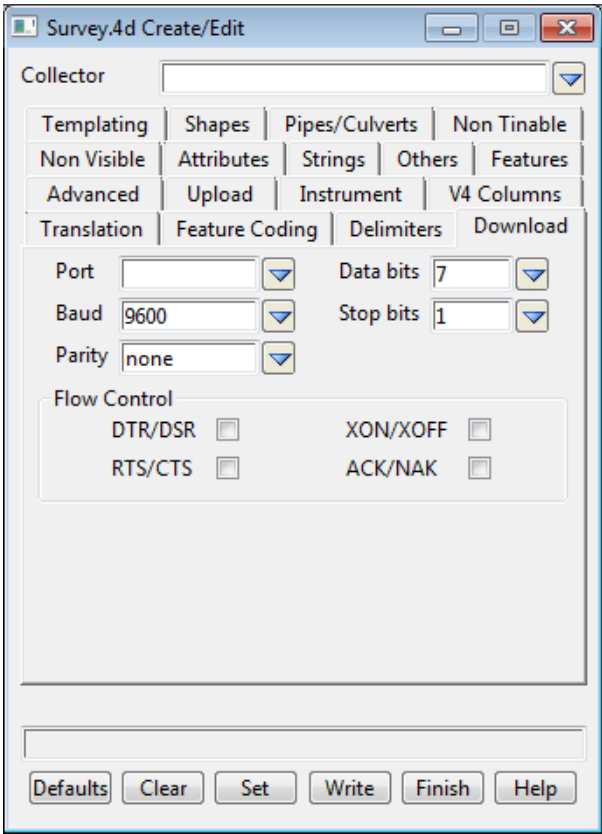 Survey.4d Create/Edit
Collector
Templating Shapes Pipes/Culverts Non Tinable
Non Visible Attributes Strings Others Features
Advanced Upload Instrument V4 Columns
Translation Feature Coding Delimiters Download
Port Data bits 7
Baud 9600 Stop bits 1
Parity none
Flow Control
DTR/DSR XON/XOFF
RTS/CTS ACK/NAK
Defaults Clear Set Write Finish Help